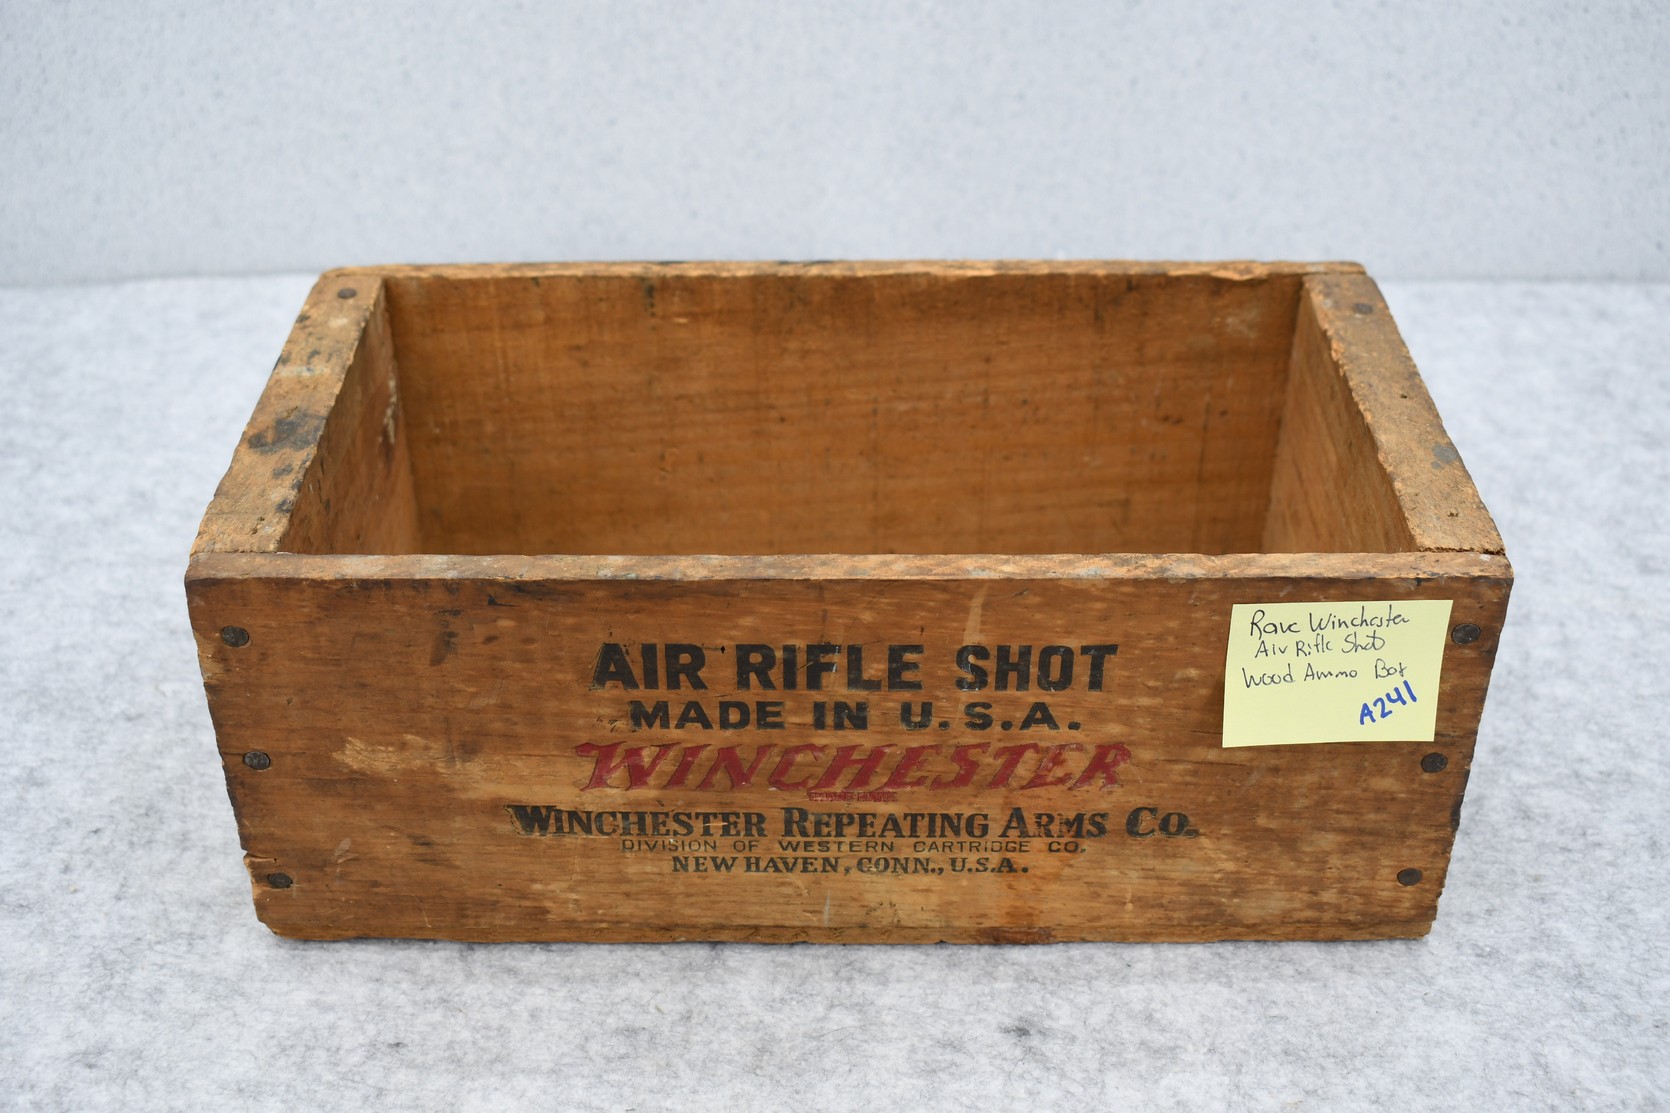 AIR RIFLE SHOT
MADE IN U.S.A.
WINCHESTER
WINCHESTER REPEATING ARMS CO.
DIVISION OF WESTERN CARTRIDGE CO.
NEW HAVEN, CONN., U.S.A.
Rare Winchester
Air Rifle Shot
Wood Ammo Box
A241